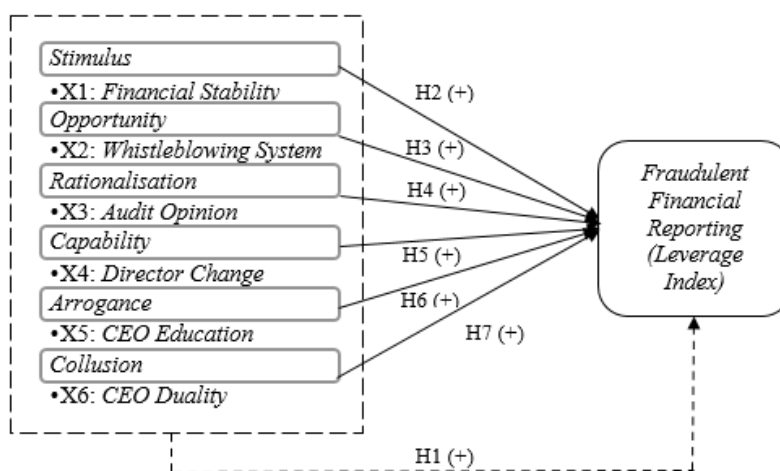 Stimulus
•X1: Financial Stability
Opportunity
•X2: Whistleblowing System
Rationalisation
•X3: Audit Opinion
Capability
•X4: Director Change
Arrogance
•X5: CEO Education
Collusion
•X6: CEO Duality
H2 (+)
H3 (+)
H4 (+)
H5 (+)
H6 (+)
H7 (+)
Fraudulent
Financial
Reporting
(Leverage
Index)
H1 (+)